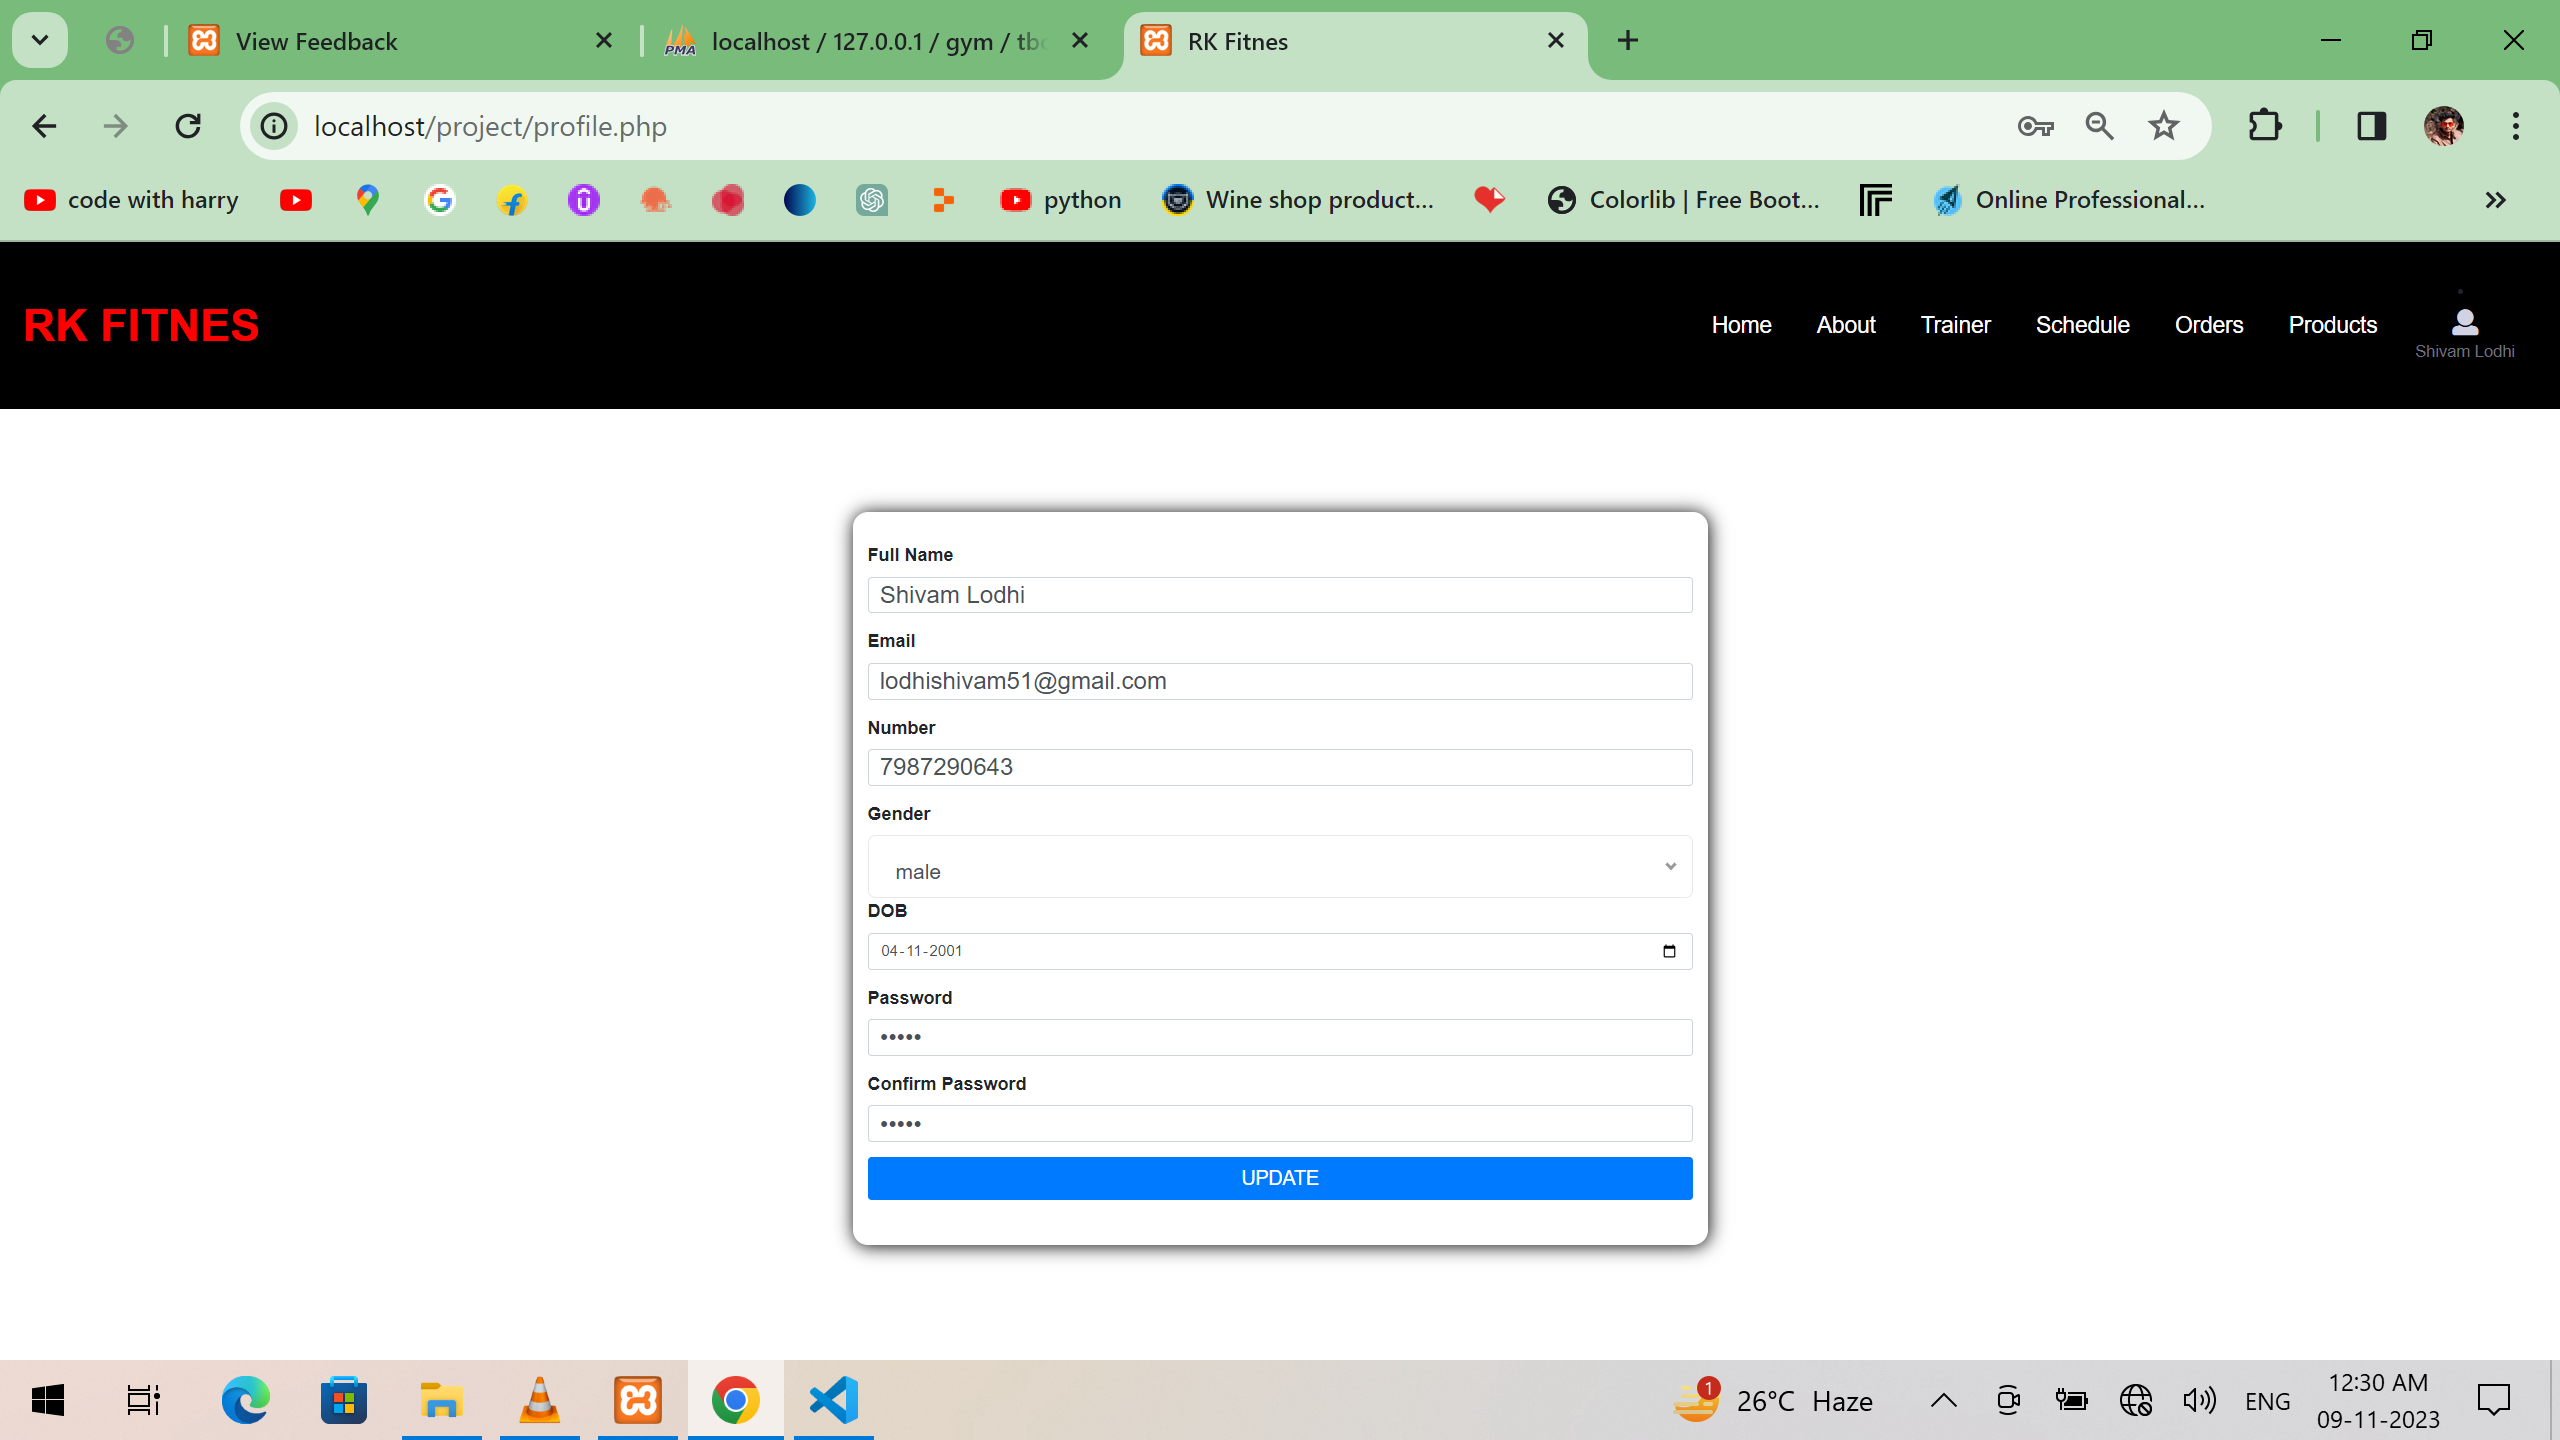 View Feedback
localhost / 127.0.0.1 / gym /
RK Fitnes
localhost/project/profile.php
code with harry
python
Wine shop product...
Colorlib | Free Boot...
Online Professional...
RK FITNES
Home
About
Trainer
Schedule
Orders
Products
Shivam Lodhi
Full Name
Shivam Lodhi
Email
lodhishivam51@gmail.com
Number
7987290643
Gender
male
DOB
04-11-2001
Password
Confirm Password
UPDATE
1
26°C Haze
ENG
12:30 AM
09-11-2023